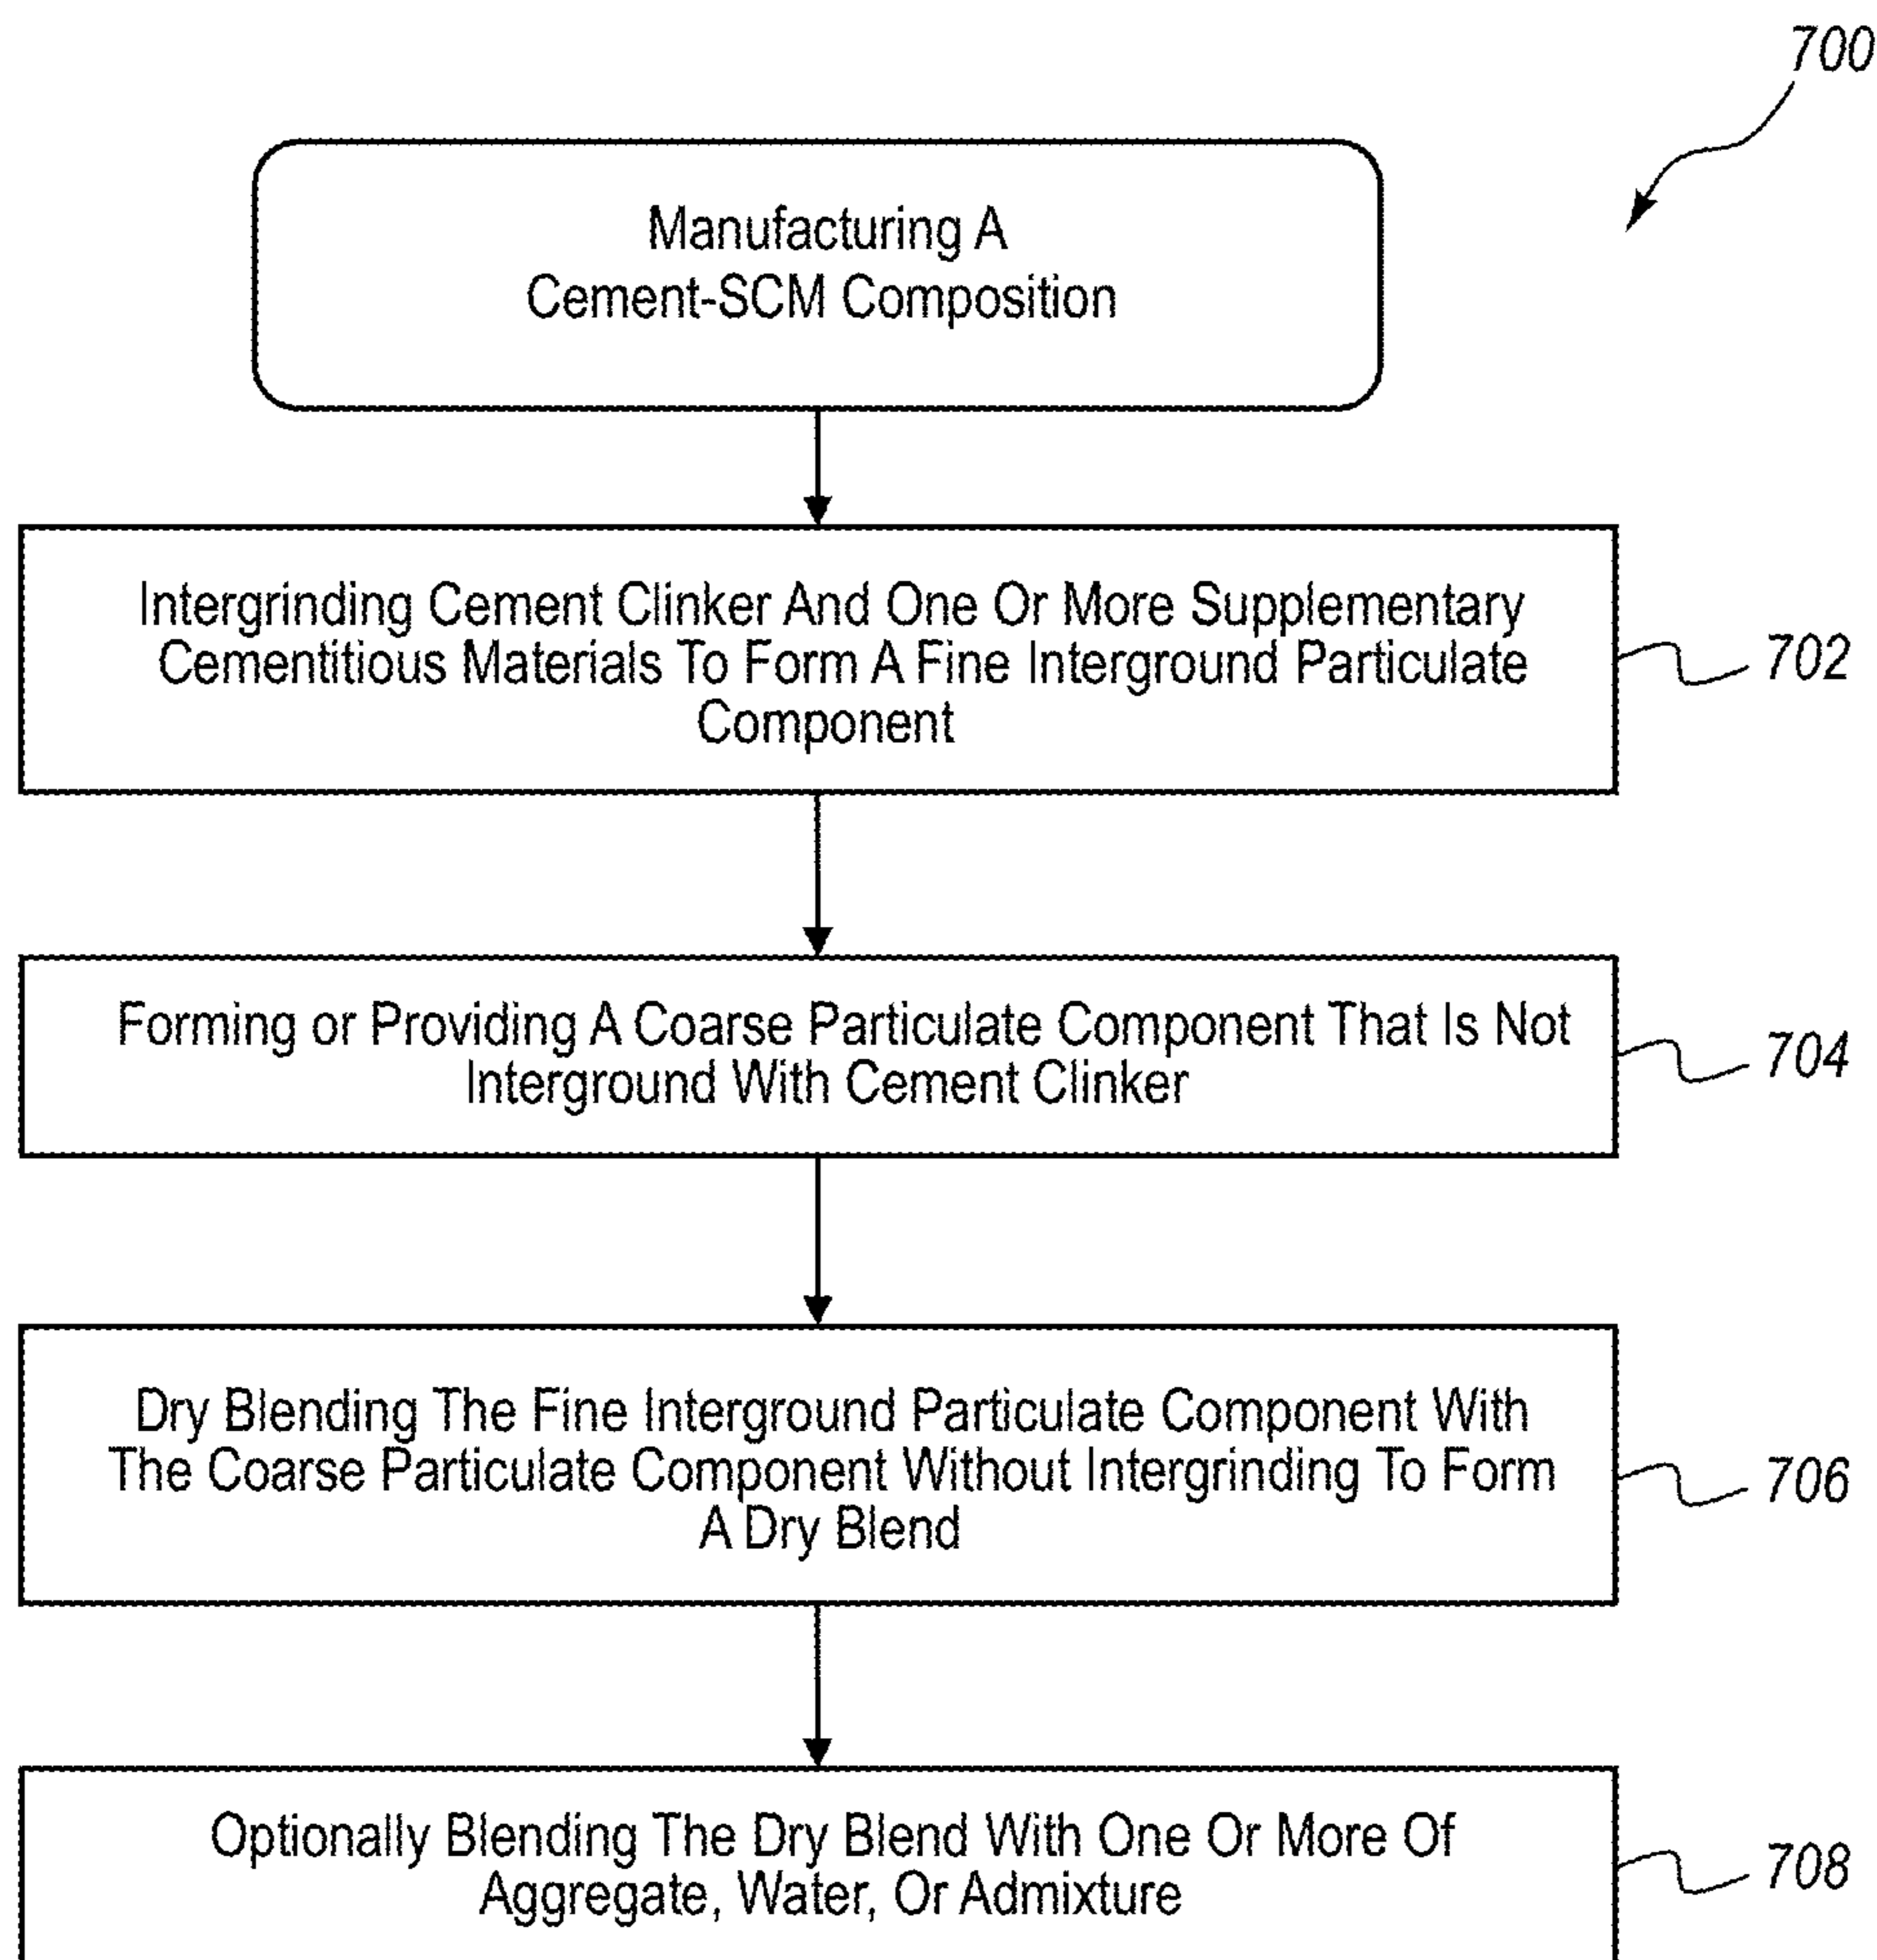 700
Manufacturing A
Cement-SCM Composition
Intergrinding Cement Clinker And One Or More Supplementary
Cementitious Materials To Form A Fine Interground Particulate
Component
702
Forming or Providing A Coarse Particulate Component That Is Not
Interground With Cement Clinker
704
Dry Blending The Fine Interground Particulate Component With
The Coarse Particulate Component Without Intergrinding To Form
A Dry Blend
706
Optionally Blending The Dry Blend With One Or More Of
Aggregate, Water, Or Admixture
708